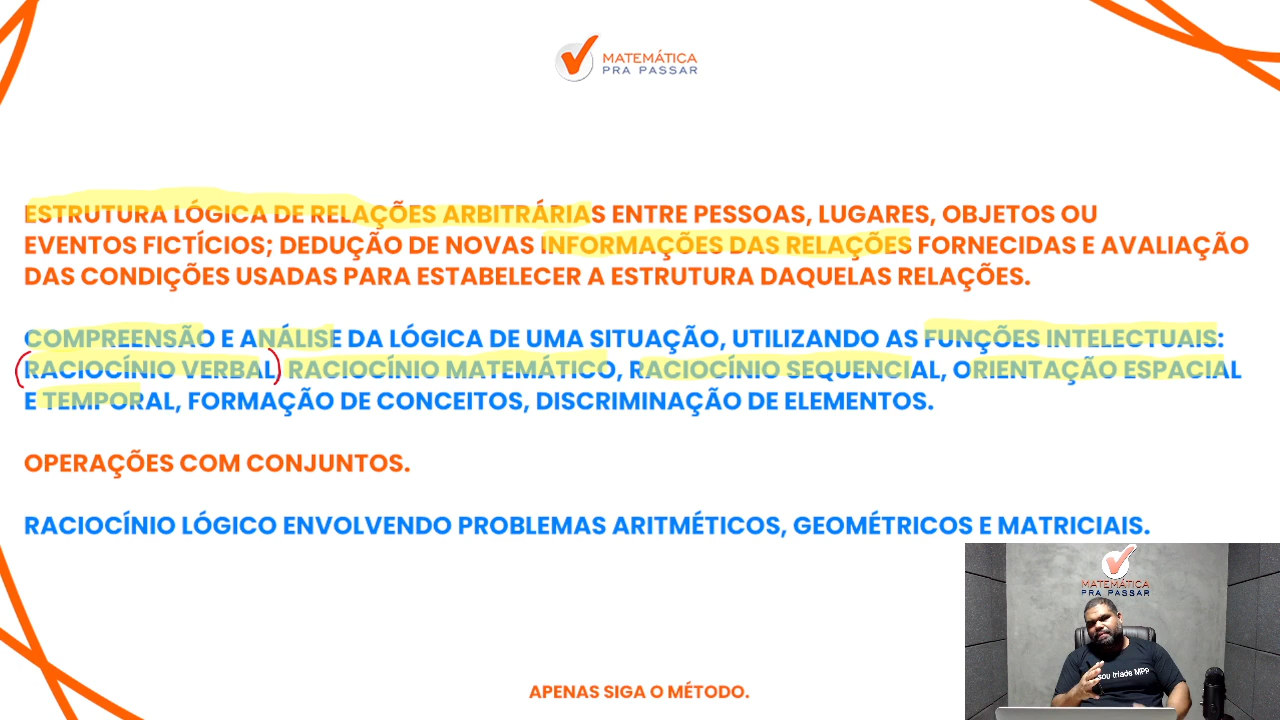 MATEMÁTICA
PRA PASSAR
ESTRUTURA LÓGICA DE RELAÇÕES ARBITRÁRIAS ENTRE PESSOAS, LUGARES, OBJETOS OU
EVENTOS FICTÍCIOS; DEDUÇÃO DE NOVAS INFORMAÇÕES DAS RELAÇÕES FORNECIDAS E AVALIAÇÃO
DAS CONDIÇÕES USADAS PARA ESTABELECER A ESTRUTURA DAQUELAS RELAÇÕES.
COMPREENSÃO E ANÁLISE DA LÓGICA DE UMA SITUAÇÃO, UTILIZANDO AS FUNÇÕES INTELECTUAIS:
RACIOCÍNIO VERBAL, RACIOCÍNIO MATEMÁTICO, RACIOCÍNIO SEQUENCIAL, ORIENTAÇÃO ESPACIAL
E TEMPORAL, FORMAÇÃO DE CONCEITOS, DISCRIMINAÇÃO DE ELEMENTOS.
OPERAÇÕES COM CONJUNTOS.
RACIOCÍNIO LÓGICO ENVOLVENDO PROBLEMAS ARITMÉTICOS, GEOMÉTRICOS E MATRICIAIS.
MATEMÁTICA
PRA PASSAR
sou tríade MPP
APENAS SIGA O MÉTODO.